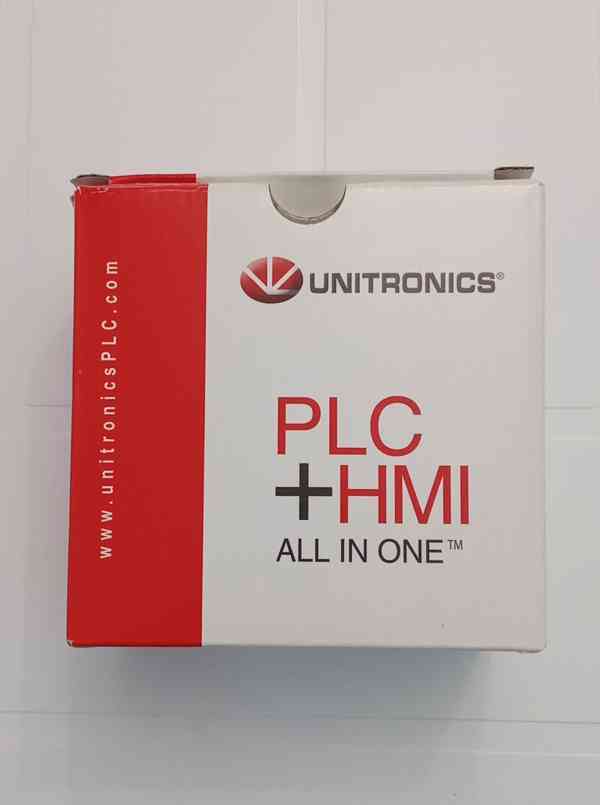 www.unitronicsPLC.com
UNITRONICS®
PLC
+HMI
ALL IN ONE™